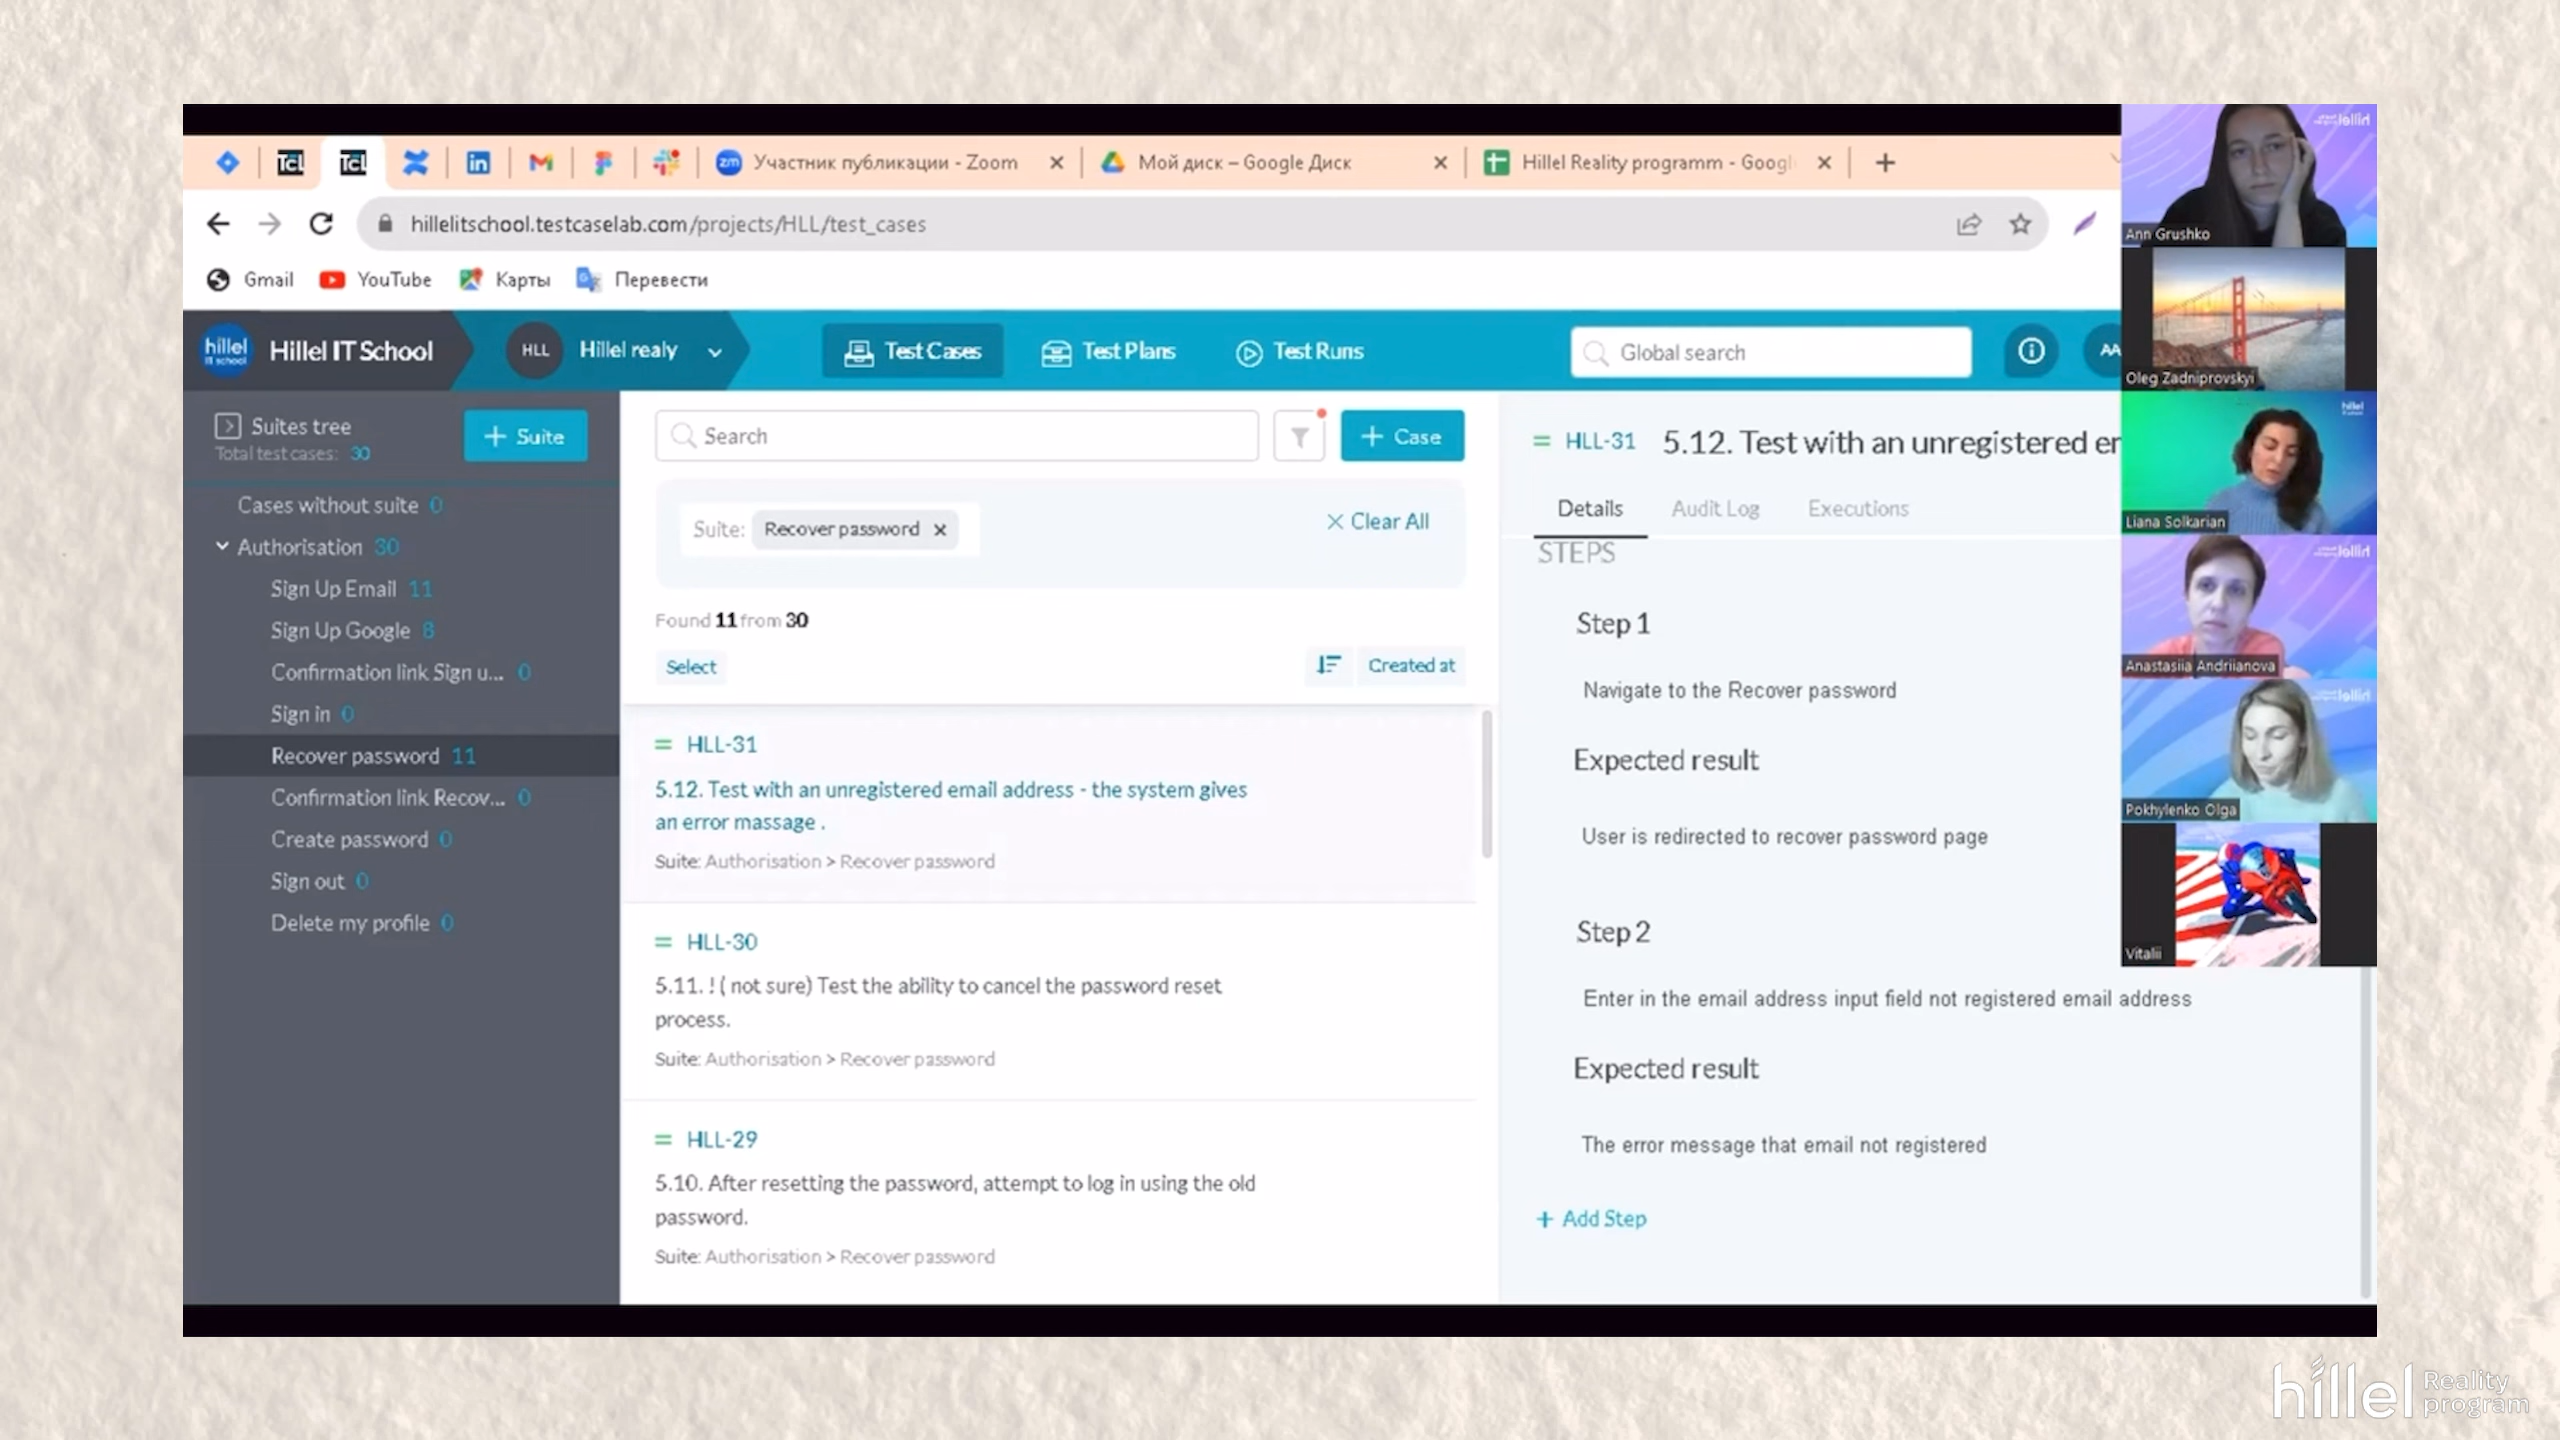 Участник публикации - Zoom
Мой диск – Google Диск
Hillel Reality programm - Googl
hillelitschool.testcaselab.com/projects/HLL/test_cases
Gmail
YouTube
Карты
Перевести
hillel
IT school
Hillel IT School
HLL
Hillel realy
Test Cases
Test Plans
Test Runs
Global search
AA
Suites tree
Total test cases: 30
+ Suite
Cases without suite 0
Authorisation 30
Sign Up Email 11
Sign Up Google 8
Confirmation link Sign u... 0
Sign in 0
Recover password 11
Confirmation link Recov... 0
Create password 0
Sign out 0
Delete my profile 0
Search
+ Case
Suite: Recover password ×
× Clear All
Found 11 from 30
Select
Created at
HLL-31
5.12. Test with an unregistered email address - the system gives
an error massage .
Suite: Authorisation > Recover password
HLL-30
5.11. ! ( not sure) Test the ability to cancel the password reset
process.
Suite: Authorisation > Recover password
HLL-29
5.10. After resetting the password, attempt to log in using the old
password.
Suite: Authorisation > Recover password
HLL-31 5.12. Test with an unregistered er
Details
Audit Log
Executions
STEPS
Step 1
Navigate to the Recover password
Expected result
User is redirected to recover password page
Step 2
Enter in the email address input field not registered email address
Expected result
The error message that email not registered
+ Add Step
Ann Grushko
Oleg Zadniprovskyi
Liana Solkarian
Anastasiia Andriianova
Pokhylenko Olga
Vitalii
hillel Reality
program